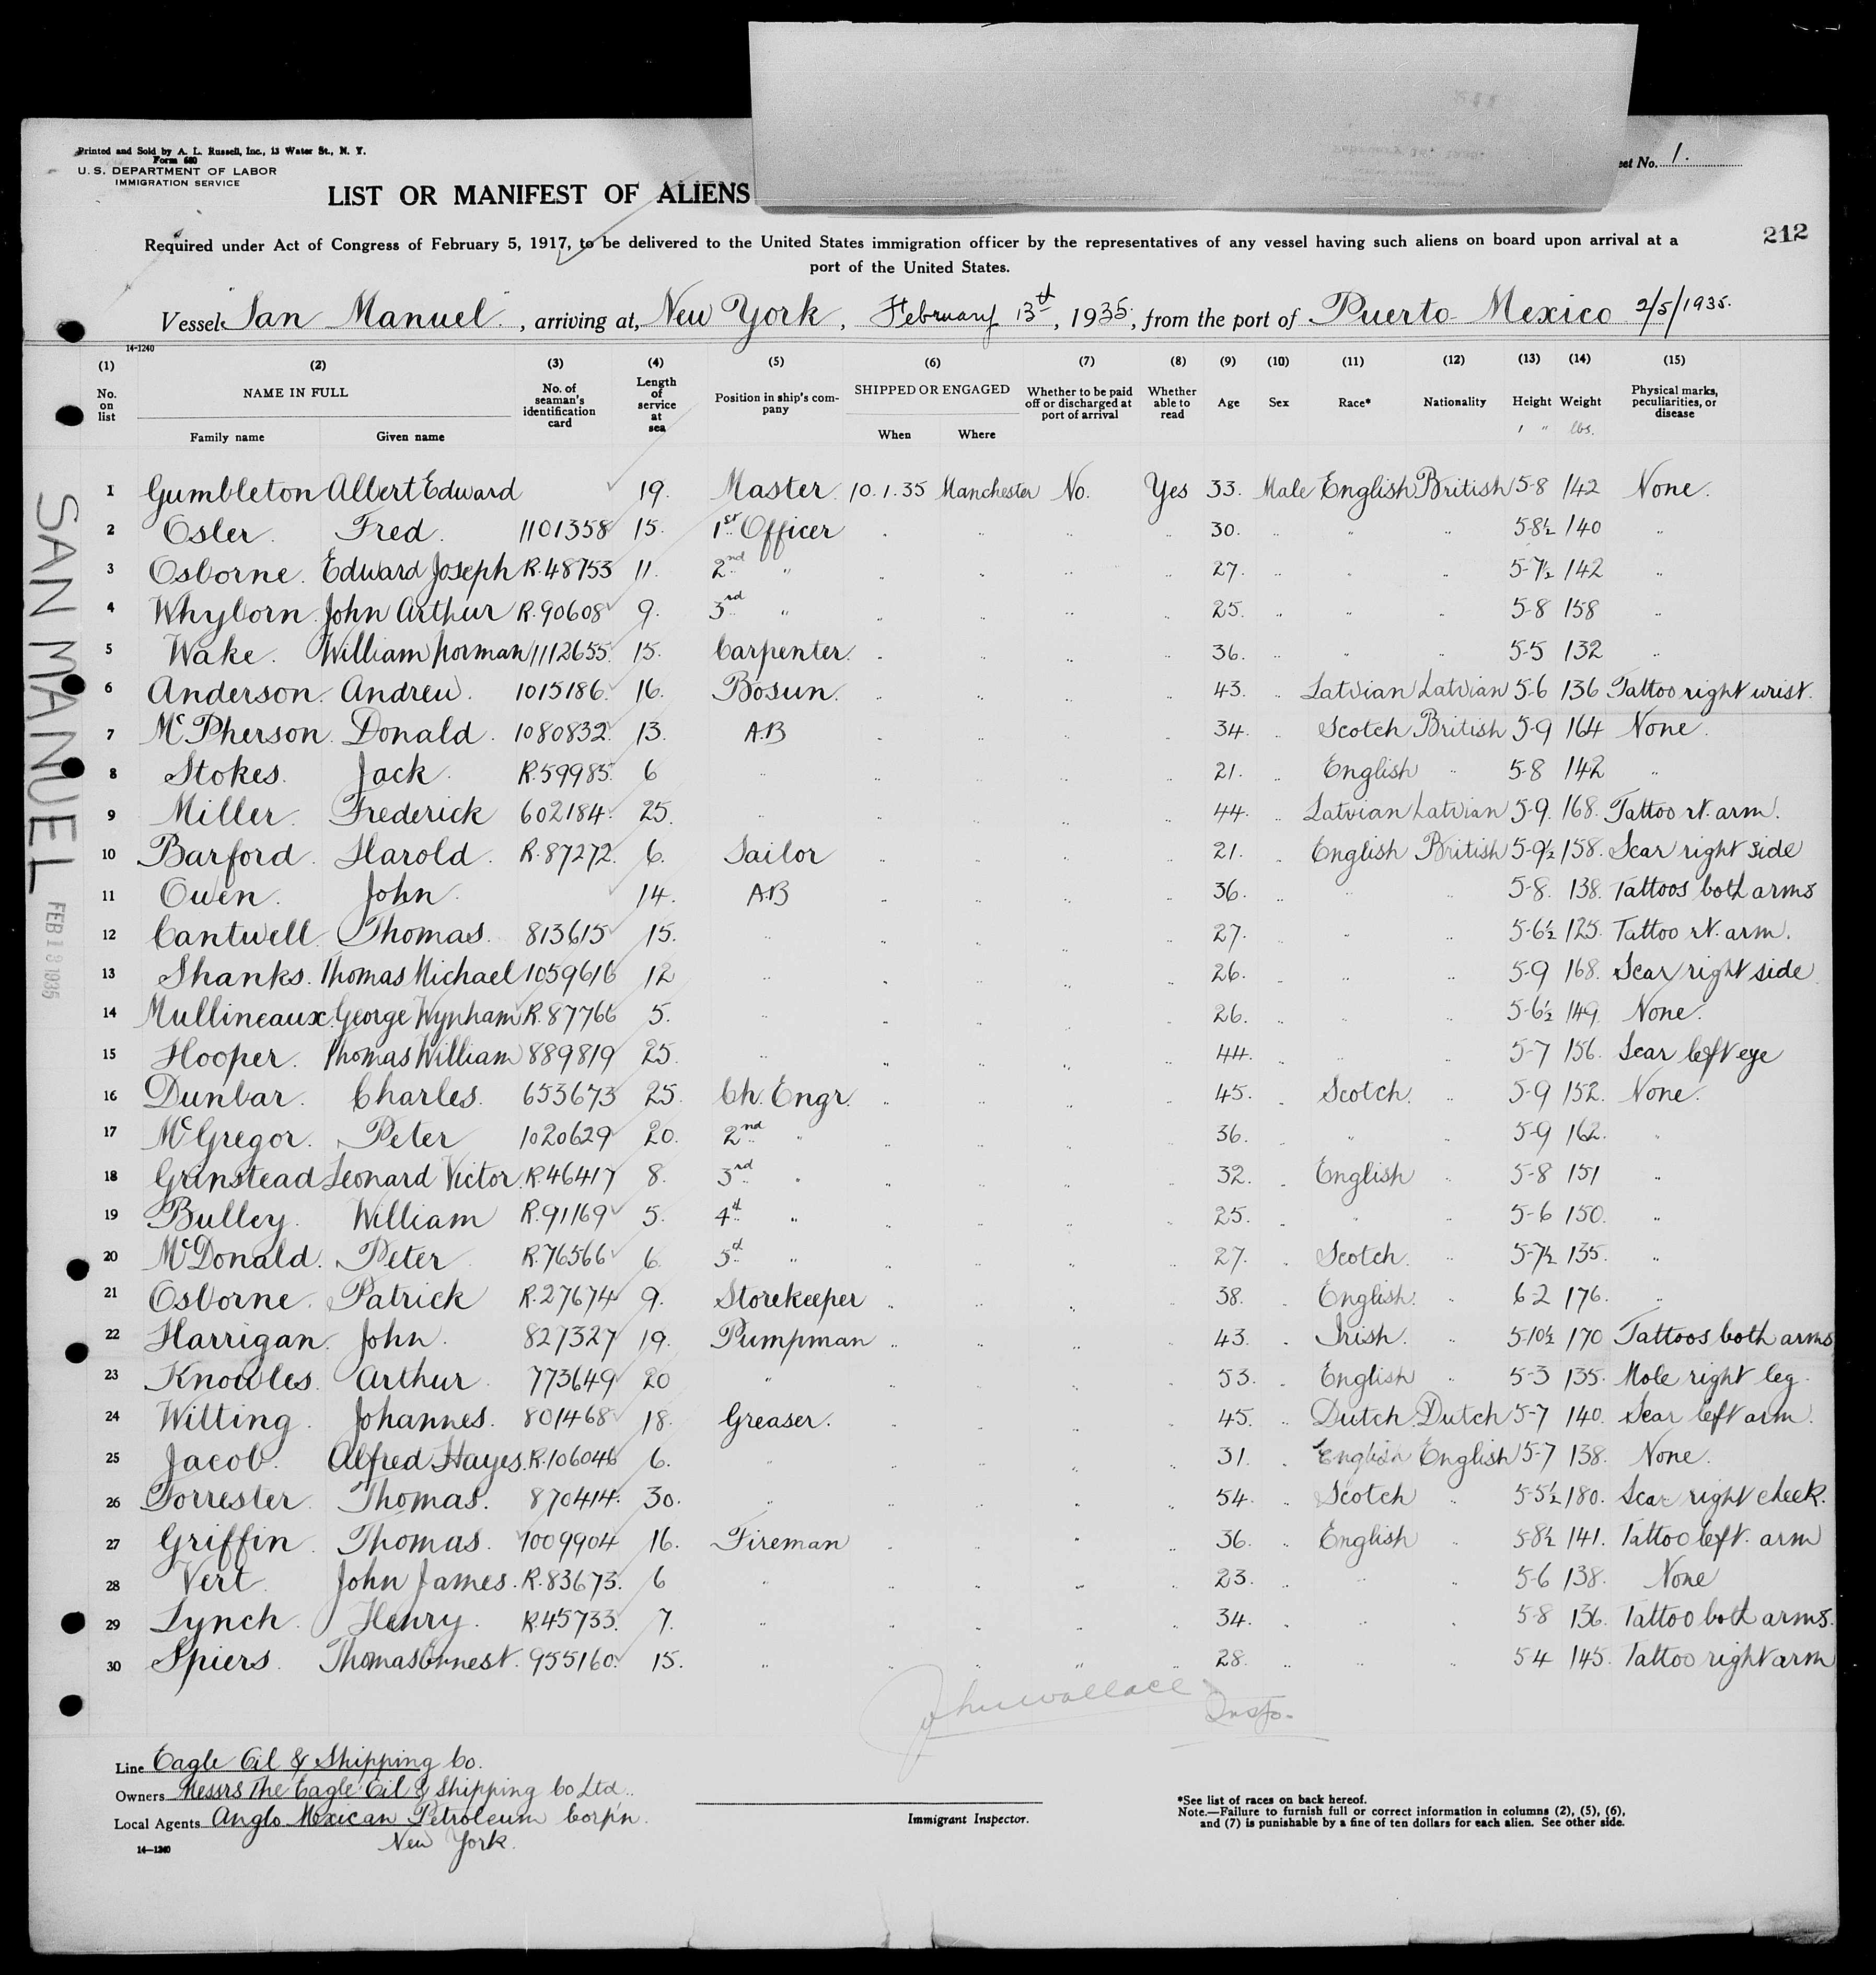 Printed and Sold by A. L. Russell, Inc., 13 Water St., N. Y.
Form 680
U. S. DEPARTMENT OF LABOR
IMMIGRATION SERVICE
eet No. 1.
LIST OR MANIFEST OF ALIENS
212
Required under Act of Congress of February 5, 1917, to be delivered to the United States immigration officer by the representatives of any vessel having such aliens on board upon arrival at a
port of the United States.
Vessel San Manuel, arriving at, New York, February 13th, 1935, from the port of Puerto Mexico 2/5/1935.
14-1240
(1) (2) (3) (4) (5) (6) (7) (8) (9) (10) (11) (12) (13) (14) (15)
No. on list NAME IN FULL Family name Given name No. of seaman's identification card Length of service at sea Position in ship's company SHIPPED OR ENGAGED When Where Whether to be paid off or discharged at port of arrival Whether able to read Age Sex Race* Nationality Height Weight Physical marks, peculiarities, or disease
' " lbs.
1 Gumbleton Albert Edward 19. Master 10.1.35 Manchester No. Yes 33. Male English British 5-8 142 None.
2 Osler. Fred. 1101358 15. 1st Officer " " " " 30. " " " 5-8½ 140 "
3 Osborne. Edward Joseph R.48753 11. 2nd " " " " " 27. " " " 5-7½ 142 "
4 Whyborn. John Arthur R.90608 9. 3rd " " " " " 25. " " " 5-8 158 "
5 Wake. William Norman 1112655 15. Carpenter. " " " " 36. " " " 5-5 132 "
6 Anderson. Andrew. 1015186. 16. Bosun. " " " " 43. " Latvian Latvian 5-6 136 Tattoo right wrist.
7 McPherson. Donald. 1080832 13. A.B " " " " 34. " Scotch British 5-9 164 None.
8 Stokes. Jack. R.59985. 6 " " " " " 21. " English " 5-8 142 "
9 Miller. Frederick 602184. 25. " " " " " 44. " Latvian Latvian 5-9. 168. Tattoo rt. arm.
10 Barford. Harold. R.87272. 6. Sailor " " " " 21. " English British 5-9½ 158. Scar right side
11 Owen. John. 14. A.B " " " " 36. " " " 5-8. 138. Tattoos both arms
12 Cantwell. Thomas. 813615 15. " " " " " 27. " " " 5-6½ 125. Tattoo rt. arm.
13 Shanks. Thomas Michael 1059616 12 " " " " " 26. " " " 5-9 168. Scar right side
14 Mullineaux. George Wynham R.87766 5. " " " " " 26. " " " 5-6½ 149. None.
15 Hooper. Thomas William 889819 25. " " " " " 44. " " " 5-7 156. Scar left eye
16 Dunbar. Charles. 653673 25. Ch. Engr. " " " " 45. " Scotch. " 5-9 152. None.
17 McGregor. Peter 1020629 20. 2nd " " " " " 36. " " " 5-9 162. "
18 Grinstead Leonard Victor. R.46417 8. 3rd " " " " " 32. " English " 5-8 151 "
19 Bulley. William R.91169 5. 4th " " " " " 25. " " " 5-6 150. "
20 McDonald. Peter R.76566 6. 5th " " " " " 27. " Scotch. " 5-7½ 135. "
21 Osborne. Patrick R.27674 9. Storekeeper " " " " 38. " English. " 6-2 176. "
22 Harrigan. John. 827327 19. Pumpman " " " " 43. " Irish. " 5-10½ 170 Tattoos both arms
23 Knowles. Arthur. 773649 20 " " " " " 53. " English " 5-3 135. Mole right leg.
24 Witting. Johannes. 801468 18. Greaser. " " " " 45. " Dutch. Dutch 5-7 140. Scar left arm.
25 Jacob. Alfred Hayes. R.106046 6. " " " " " 31. " English English 5-7 138. None.
26 Forrester. Thomas. 870414. 30. " " " " " 54. " Scotch " 5-5½ 180. Scar right cheek.
27 Griffin. Thomas. 1009904 16. Fireman " " " " 36. " English " 5-8½ 141. Tattoo left. arm
28 Vert. John James. R.83673. 6 " " " " " 23. " " " 5-6 138. None
29 Lynch. Henry. R.45733. 7. " " " " " 34. " " " 5-8 136. Tattoo both arms.
30 Spiers. Thomas Ernest. 955160. 15. " " " " " 28. " " " 5-4 145. Tattoo right arm
John Wallace Insp.
Line Eagle Oil & Shipping Co.
Owners Messrs The Eagle Oil & Shipping Co Ltd.
Local Agents Anglo Mexican Petroleum Corp'n.
New York.
14-1240
Immigrant Inspector.
*See list of races on back hereof.
Note.—Failure to furnish full or correct information in columns (2), (5), (6),
and (7) is punishable by a fine of ten dollars for each alien. See other side.
SAN MANUEL
FEB 13 1935